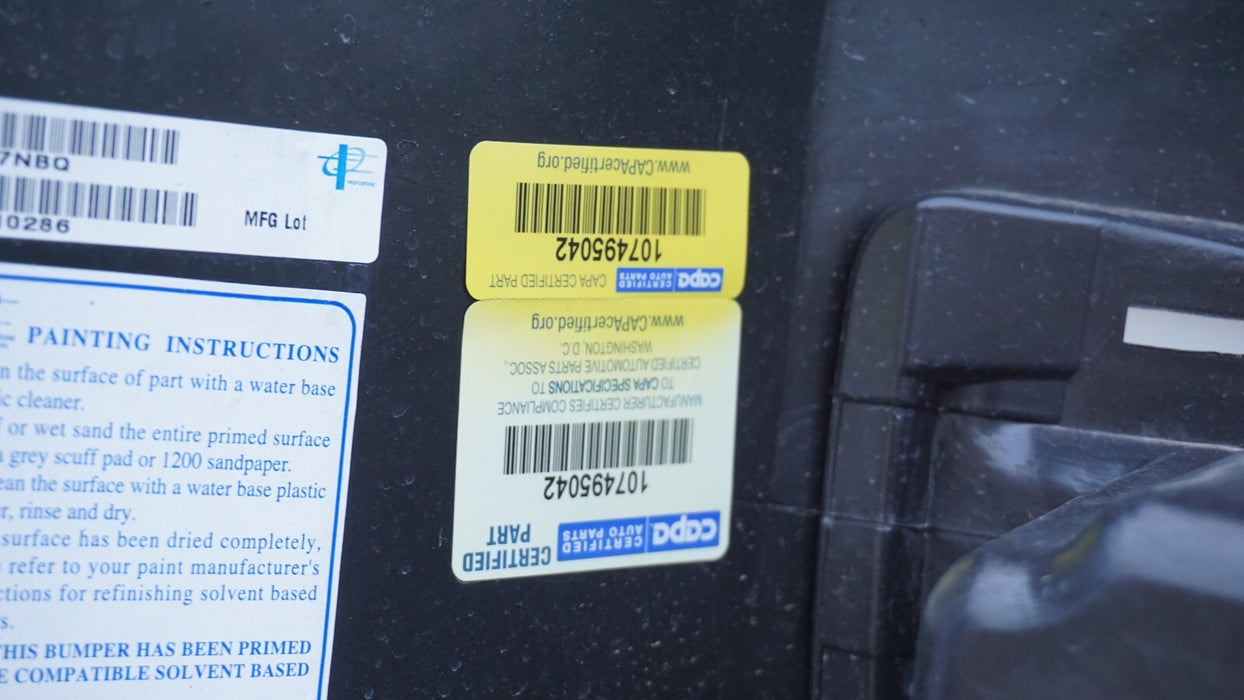 7NBQ
10286
MFG Lot
PROFORTUNE
PAINTING INSTRUCTIONS
the surface of part with a water base
cleaner.
or wet sand the entire primed surface
a grey scuff pad or 1200 sandpaper.
the surface with a water base plastic
rinse and dry.
surface has been dried completely,
refer to your paint manufacturer's
for refinishing solvent based
THIS BUMPER HAS BEEN PRIMED
COMPATIBLE SOLVENT BASED
capa CERTIFIED AUTO PARTS CAPA CERTIFIED PART
107495042
www.CAPAcertified.org
capa CERTIFIED AUTO PARTS CERTIFIED PART
107495042
MANUFACTURER CERTIFIES COMPLIANCE
TO CAPA SPECIFICATIONS TO
CERTIFIED AUTOMOTIVE PARTS ASSOC.,
WASHINGTON, D.C.
www.CAPAcertified.org